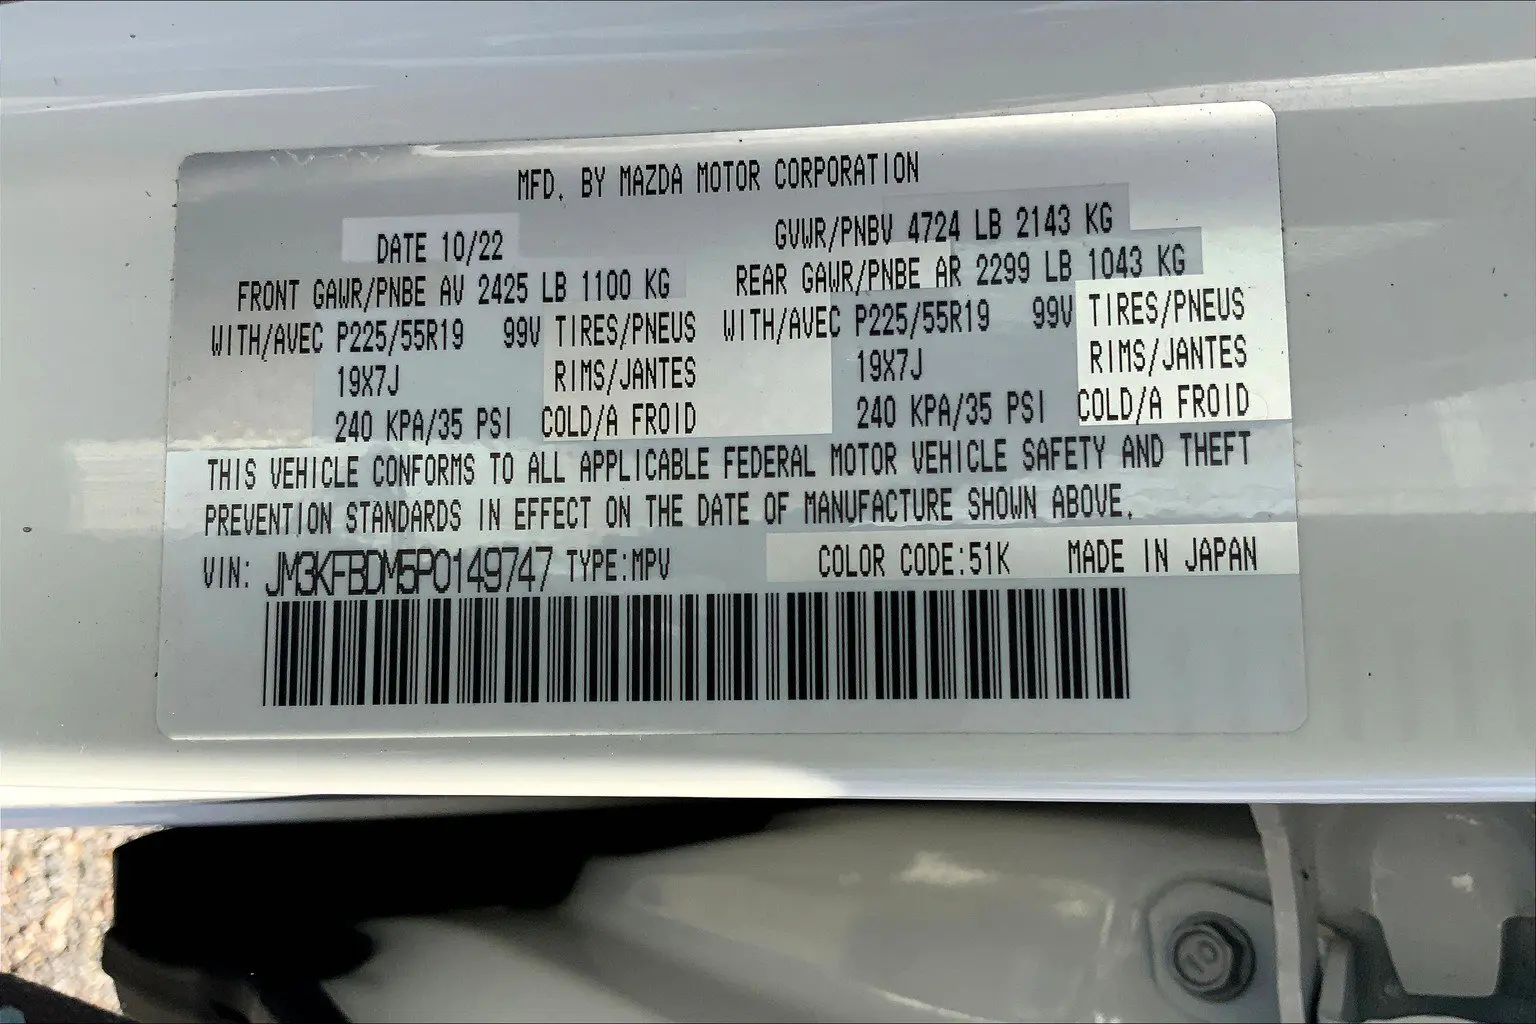 MFD. BY MAZDA MOTOR CORPORATION
DATE 10/22 GVWR/PNBV 4724 LB 2143 KG
FRONT GAWR/PNBE AV 2425 LB 1100 KG REAR GAWR/PNBE AR 2299 LB 1043 KG
WITH/AVEC P225/55R19 99V TIRES/PNEUS WITH/AVEC P225/55R19 99V TIRES/PNEUS
19X7J RIMS/JANTES 19X7J RIMS/JANTES
240 KPA/35 PSI COLD/A FROID 240 KPA/35 PSI COLD/A FROID
THIS VEHICLE CONFORMS TO ALL APPLICABLE FEDERAL MOTOR VEHICLE SAFETY AND THEFT
PREVENTION STANDARDS IN EFFECT ON THE DATE OF MANUFACTURE SHOWN ABOVE.
VIN: JM3KFBDM5P0149747 TYPE:MPV COLOR CODE:51K MADE IN JAPAN
10